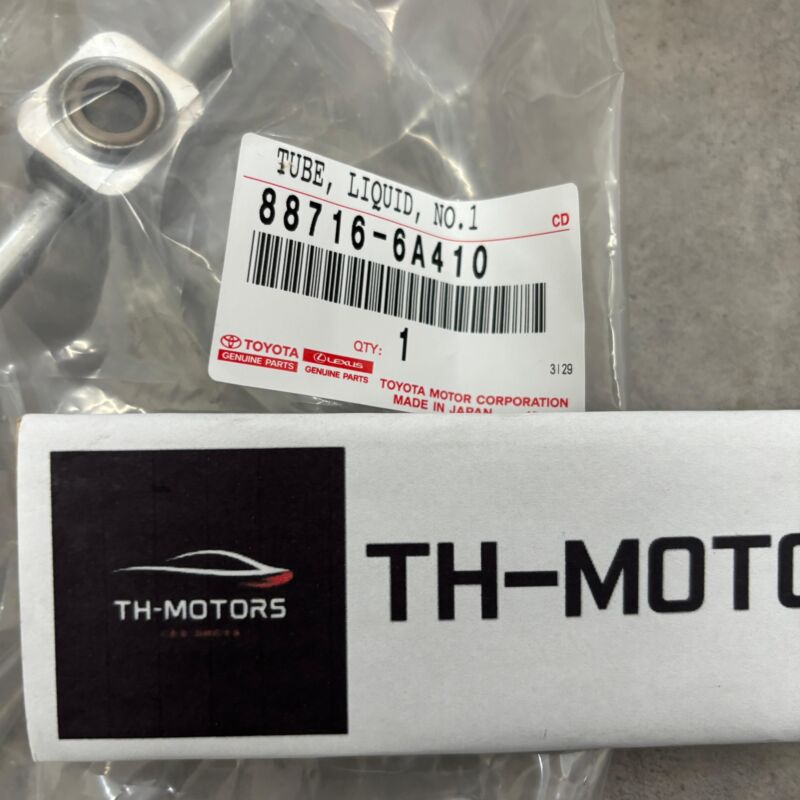 TUBE, LIQUID, NO.1
CD
88716-6A410
QTY: 1
TOYOTA
GENUINE PARTS
LEXUS
GENUINE PARTS
3129
TOYOTA MOTOR CORPORATION
MADE IN JAPAN
TH-MOTORS
TH-MOTO